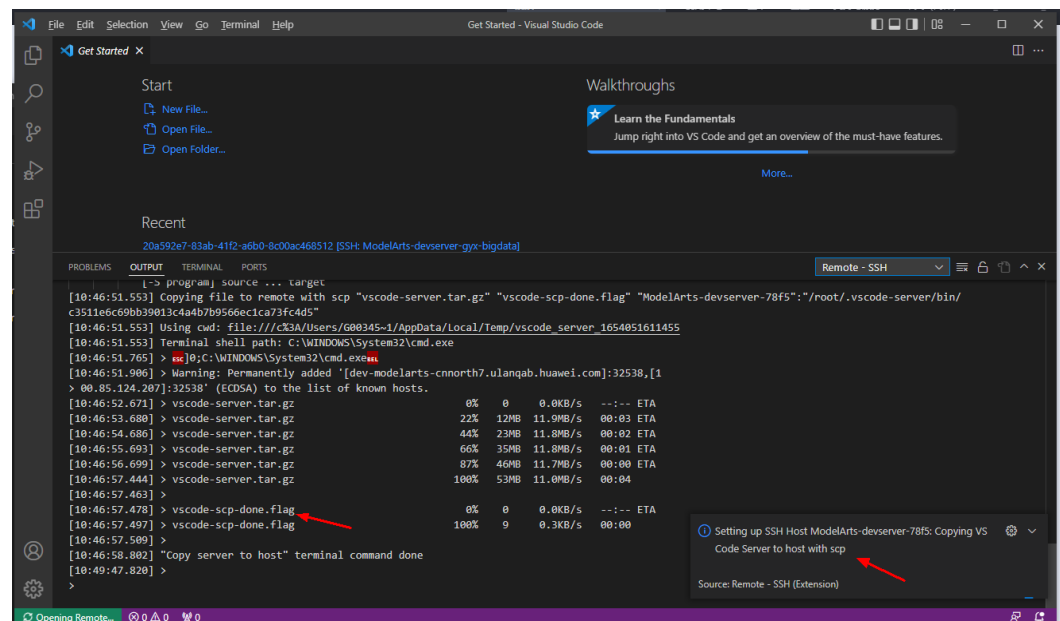 File Edit Selection View Go Terminal Help
Get Started - Visual Studio Code
Get Started
Start
New File...
Open File...
Open Folder...
Walkthroughs
Learn the Fundamentals
Jump right into VS Code and get an overview of the must-have features.
More...
Recent
20a592e7-83ab-41f2-a6b0-8c00ac468512 [SSH: ModelArts-devserver-gyx-bigdata]
PROBLEMS OUTPUT TERMINAL PORTS
Remote - SSH
[-S program] source ... target
[10:46:51.553] Copying file to remote with scp "vscode-server.tar.gz" "vscode-scp-done.flag" "ModelArts-devserver-78f5":"/root/.vscode-server/bin/
c3511e6c69bb39013c4a4b7b9566ec1ca73fc4d5"
[10:46:51.553] Using cwd: file:///c%3A/Users/G00345~1/AppData/Local/Temp/vscode_server_1654051611455
[10:46:51.553] Terminal shell path: C:\WINDOWS\System32\cmd.exe
[10:46:51.765] > ESC]0;C:\WINDOWS\System32\cmd.exeBEL
[10:46:51.906] > Warning: Permanently added '[dev-modelarts-cnnorth7.ulanqab.huawei.com]:32538,[1
> 00.85.124.207]:32538' (ECDSA) to the list of known hosts.
[10:46:52.671] > vscode-server.tar.gz 0% 0 0.0KB/s --:-- ETA
[10:46:53.680] > vscode-server.tar.gz 22% 12MB 11.9MB/s 00:03 ETA
[10:46:54.686] > vscode-server.tar.gz 44% 23MB 11.8MB/s 00:02 ETA
[10:46:55.693] > vscode-server.tar.gz 66% 35MB 11.8MB/s 00:01 ETA
[10:46:56.699] > vscode-server.tar.gz 87% 46MB 11.7MB/s 00:00 ETA
[10:46:57.444] > vscode-server.tar.gz 100% 53MB 11.0MB/s 00:04
[10:46:57.463] >
[10:46:57.478] > vscode-scp-done.flag 0% 0 0.0KB/s --:-- ETA
[10:46:57.497] > vscode-scp-done.flag 100% 9 0.3KB/s 00:00
[10:46:57.509] >
[10:46:58.802] "Copy server to host" terminal command done
[10:49:47.820] >
>
Setting up SSH Host ModelArts-devserver-78f5: Copying VS
Code Server to host with scp
Source: Remote - SSH (Extension)
Opening Remote... 0 0 0